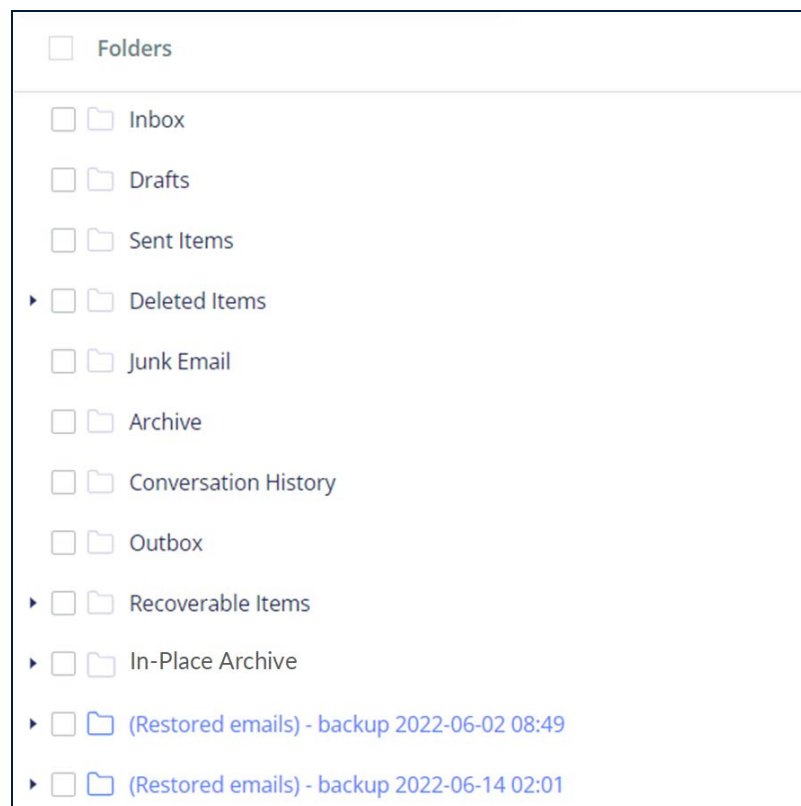 Folders
Inbox
Drafts
Sent Items
Deleted Items
Junk Email
Archive
Conversation History
Outbox
Recoverable Items
In-Place Archive
(Restored emails) - backup 2022-06-02 08:49
(Restored emails) - backup 2022-06-14 02:01